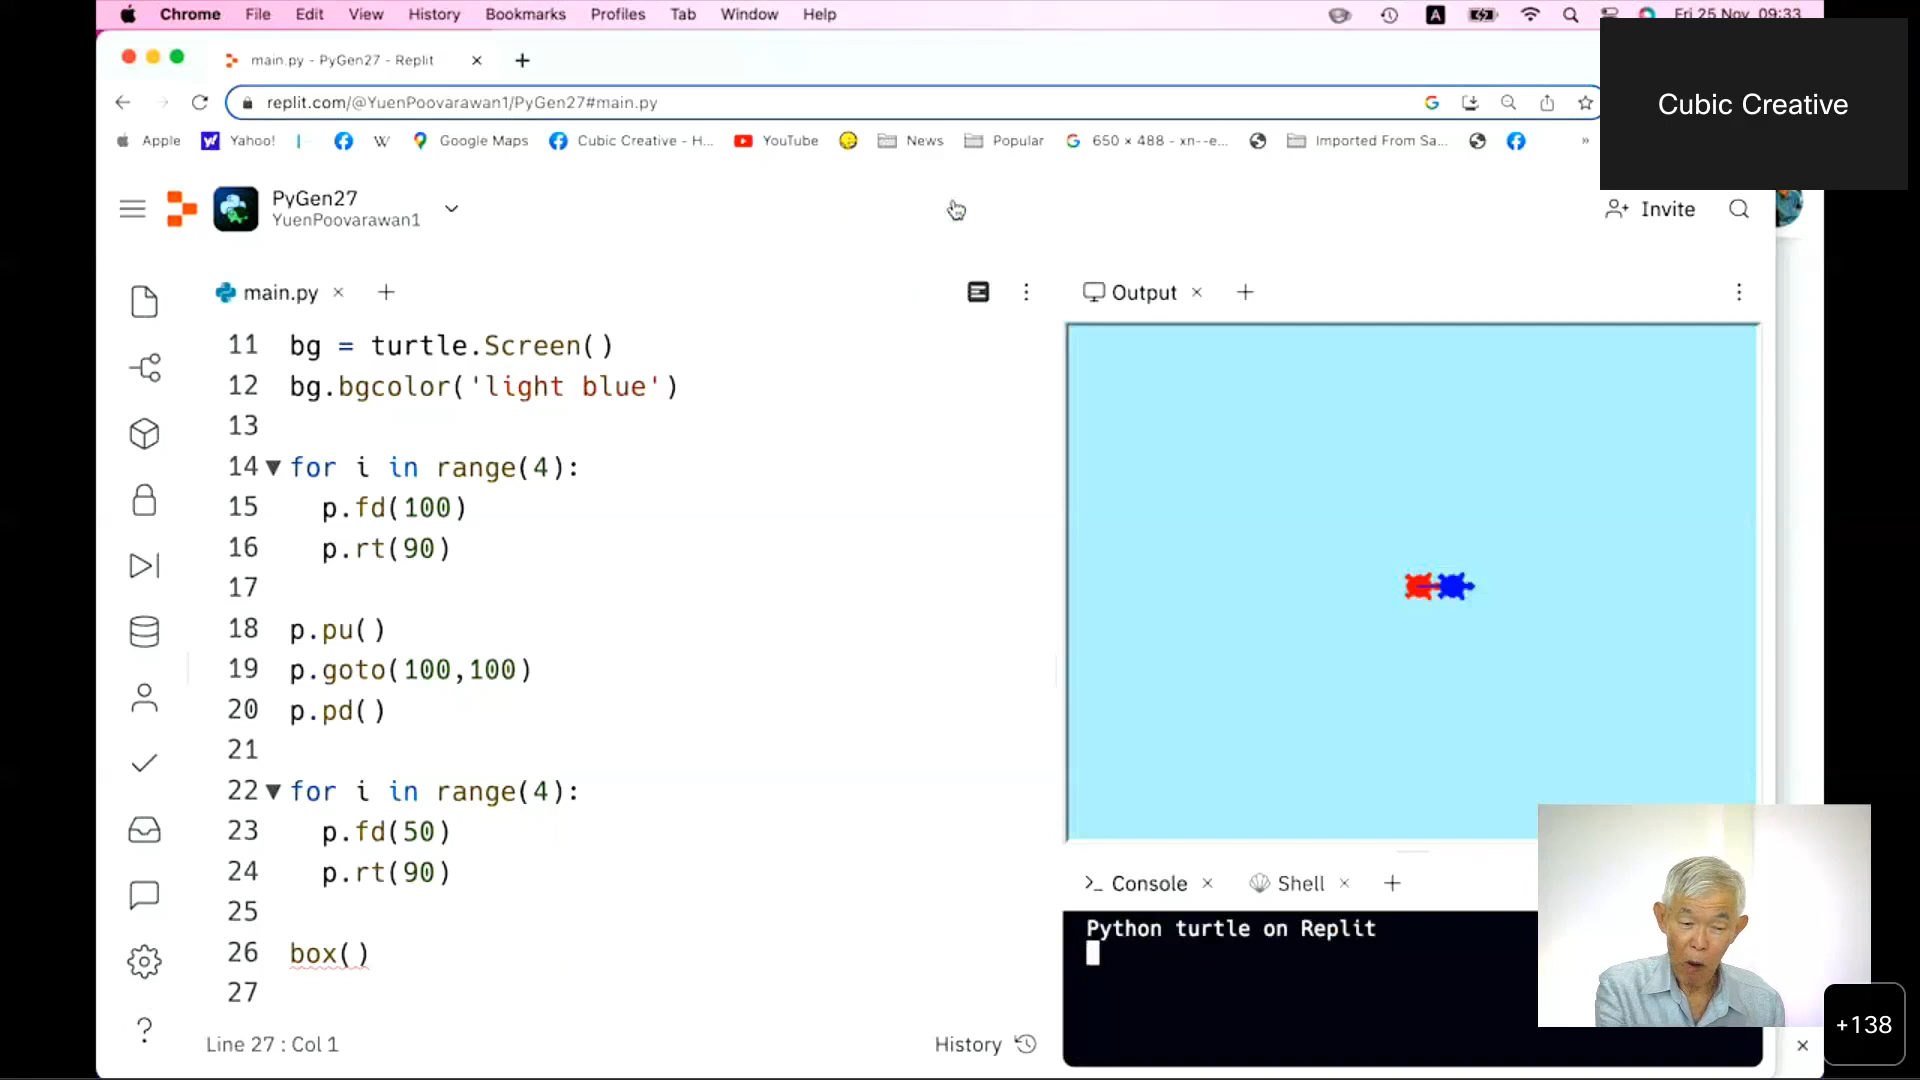 Chrome File Edit View History Bookmarks Profiles Tab Window Help A Fri 25 Nov 09:33
main.py - PyGen27 - Replit
Cubic Creative
replit.com/@YuenPoovarawan1/PyGen27#main.py
Apple Yahoo! W Google Maps Cubic Creative - H... YouTube News Popular 650 × 488 - xn--e... Imported From Sa... »
PyGen27
YuenPoovarawan1
Invite
main.py
Output
11 bg = turtle.Screen()
12 bg.bgcolor('light blue')
13
14 for i in range(4):
15 p.fd(100)
16 p.rt(90)
17
18 p.pu()
19 p.goto(100,100)
20 p.pd()
21
22 for i in range(4):
23 p.fd(50)
24 p.rt(90)
25
26 box()
27
Line 27 : Col 1
History
Console
Shell
Python turtle on Replit
+138